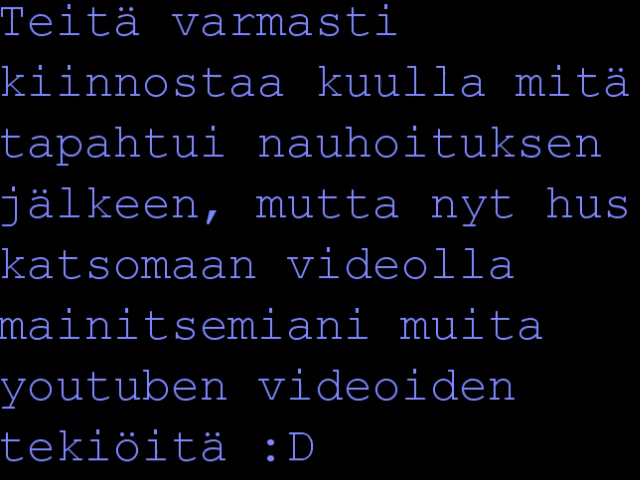 Teitä varmasti
kiinnostaa kuulla mitä
tapahtui nauhoituksen
jälkeen, mutta nyt hus
katsomaan videolla
mainitsemiani muita
youtuben videoiden
tekiöitä :D